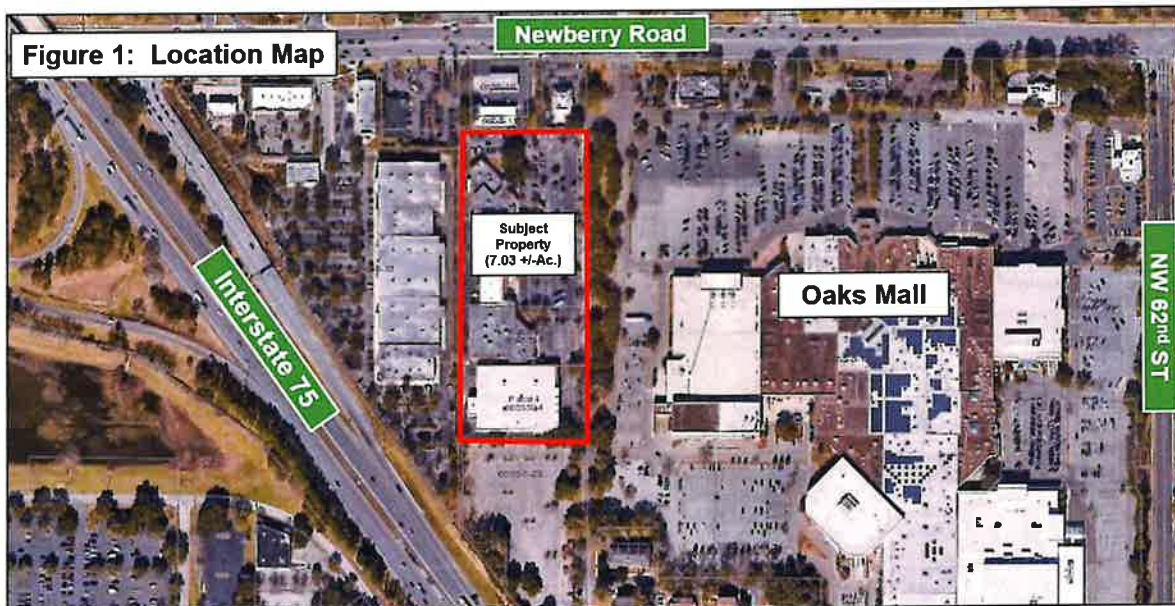 Newberry Road
Figure 1: Location Map
Subject
Property
(7.03 +/-Ac.)
Oaks Mall
Interstate 75
NW 62nd ST